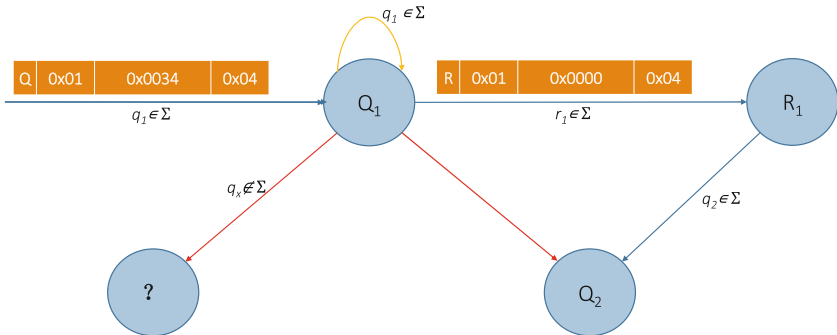 q₁ ∈ Σ
Q 0x01 0x0034 0x04
R 0x01 0x0000 0x04
q₁ ∈ Σ
Q₁
r₁ ∈ Σ
R₁
qₓ ∉ Σ
q₂ ∈ Σ
?
Q₂